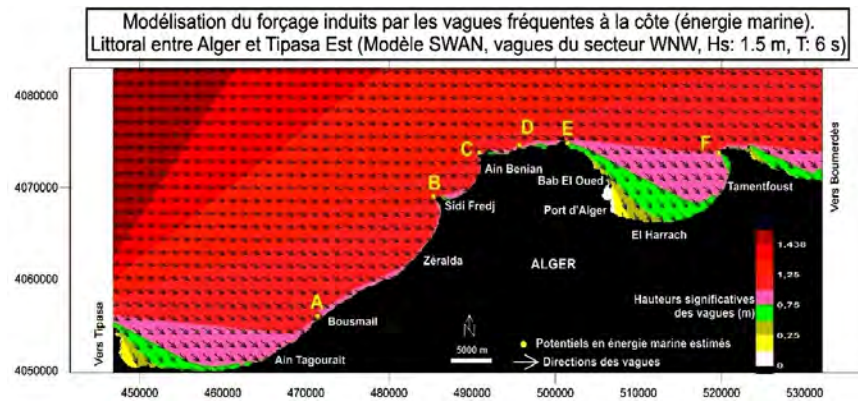 Modélisation du forçage induits par les vagues fréquentes à la côte (énergie marine).
Littoral entre Alger et Tipasa Est (Modèle SWAN, vagues du secteur WNW, Hs: 1.5 m, T: 6 s)
4080000
4070000
4060000
4050000
A
B
C
D
E
F
Ain Benian
Bab El Oued
Sidi Fredj
Port d'Alger
Tamentfoust
El Harrach
Zéralda
ALGER
Bousmail
Ain Tagourait
Vers Tipasa
Vers Boumerdès
N
5000 m
Hauteurs significatives
des vagues (m)
1.438
1,25
0,75
0,25
0
Potentiels en énergie marine estimés
Directions des vagues
450000
460000
470000
480000
490000
500000
510000
520000
530000